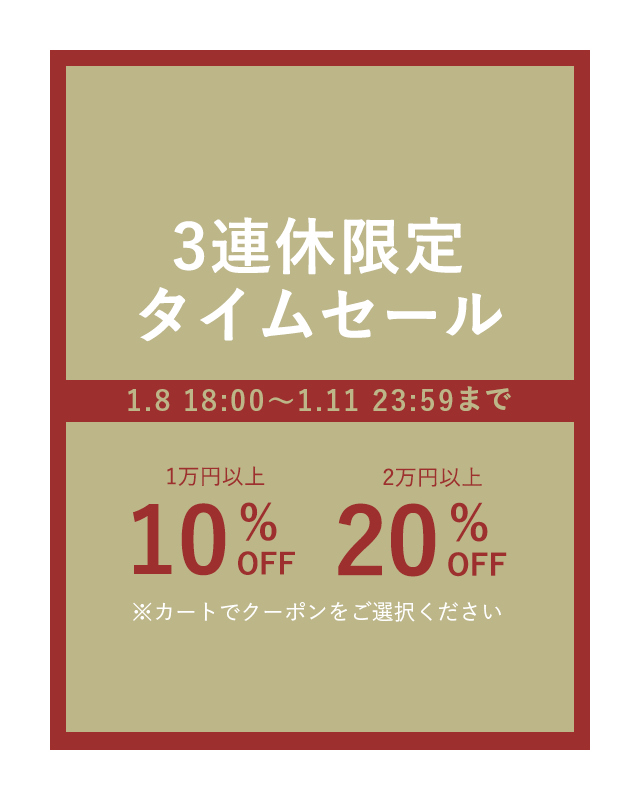 3連休限定
タイムセール
1.8 18:00〜1.11 23:59まで
1万円以上
10%OFF
2万円以上
20%OFF
※カートでクーポンをご選択ください